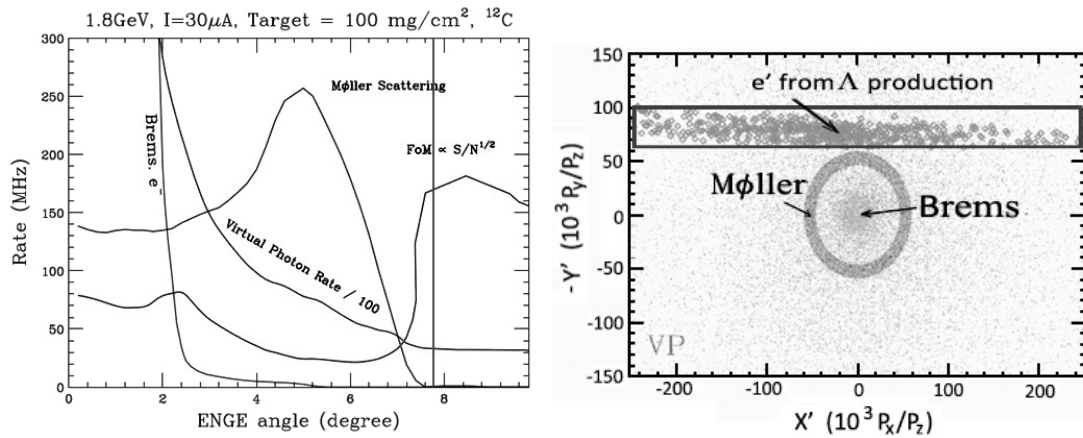 1.8GeV, I=30μA, Target = 100 mg/cm², ¹²C
300
250
200
150
100
50
0
Rate (MHz)
Brems. e⁻
Møller Scattering
FoM ∝ S/N^1/2
Virtual Photon Rate / 100
0 2 4 6 8
ENGE angle (degree)
150
100
50
0
-50
-100
-150
-Y' (10³ Py/Pz)
e' from Λ production
Møller
Brems
VP
-200 -100 0 100 200
X' (10³ Px/Pz)